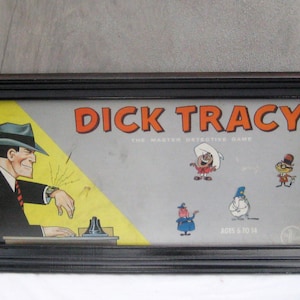 DICK TRACY
THE MASTER DETECTIVE GAME
AGES 6 TO 14